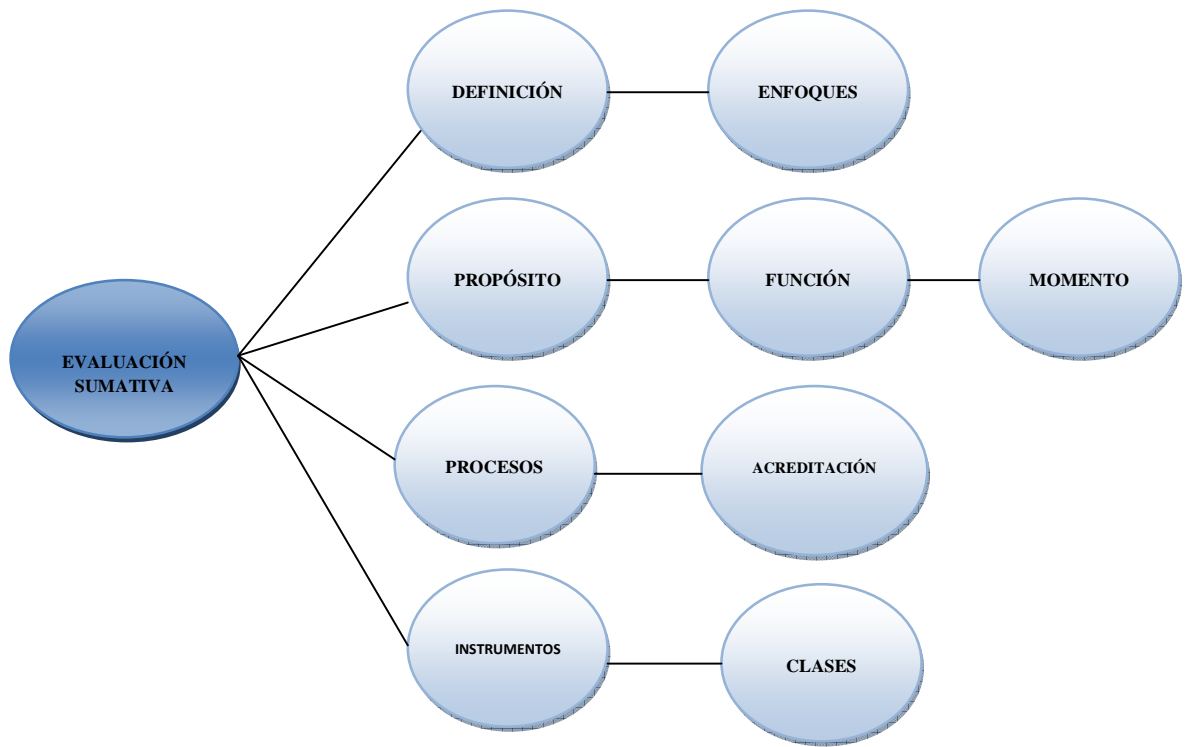 DEFINICIÓN
ENFOQUES
PROPÓSITO
FUNCIÓN
MOMENTO
EVALUACIÓN
SUMATIVA
PROCESOS
ACREDITACIÓN
INSTRUMENTOS
CLASES